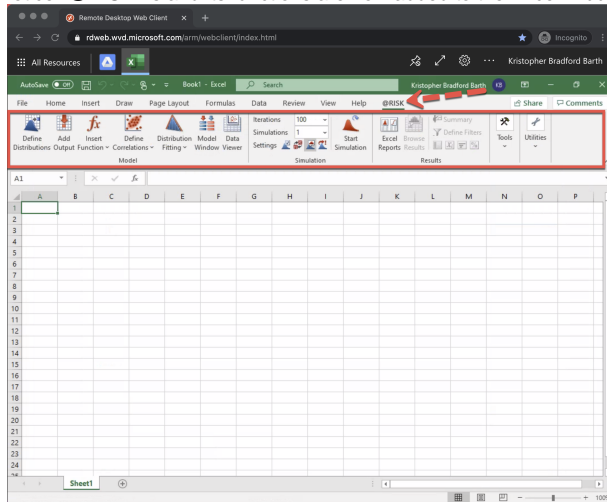 Remote Desktop Web Client
rdweb.wvd.microsoft.com/arm/webclient/index.html
Incognito
All Resources
Kristopher Bradford Barth
AutoSave Off Book1 - Excel Search Kristopher Bradford Barth KB
File Home Insert Draw Page Layout Formulas Data Review View Help @RISK Share Comments
Define Distributions
Add Output
Insert Function
Define Correlations
Distribution Fitting
Model Window
Data Viewer
Model
Iterations 100
Simulations 1
Settings
Start Simulation
Simulation
Excel Reports
Browse Results
Summary
Define Filters
Results
Tools
Utilities
A1 fx
A B C D E F G H I J K L M N O P
1
2
3
4
5
6
7
8
9
10
11
12
13
14
15
16
17
18
19
20
21
22
23
24
Sheet1